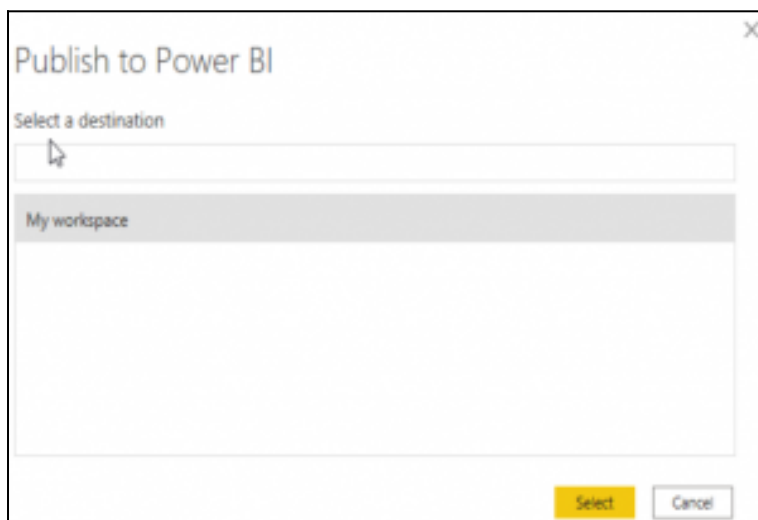 Publish to Power BI
Select a destination
My workspace
Select
Cancel